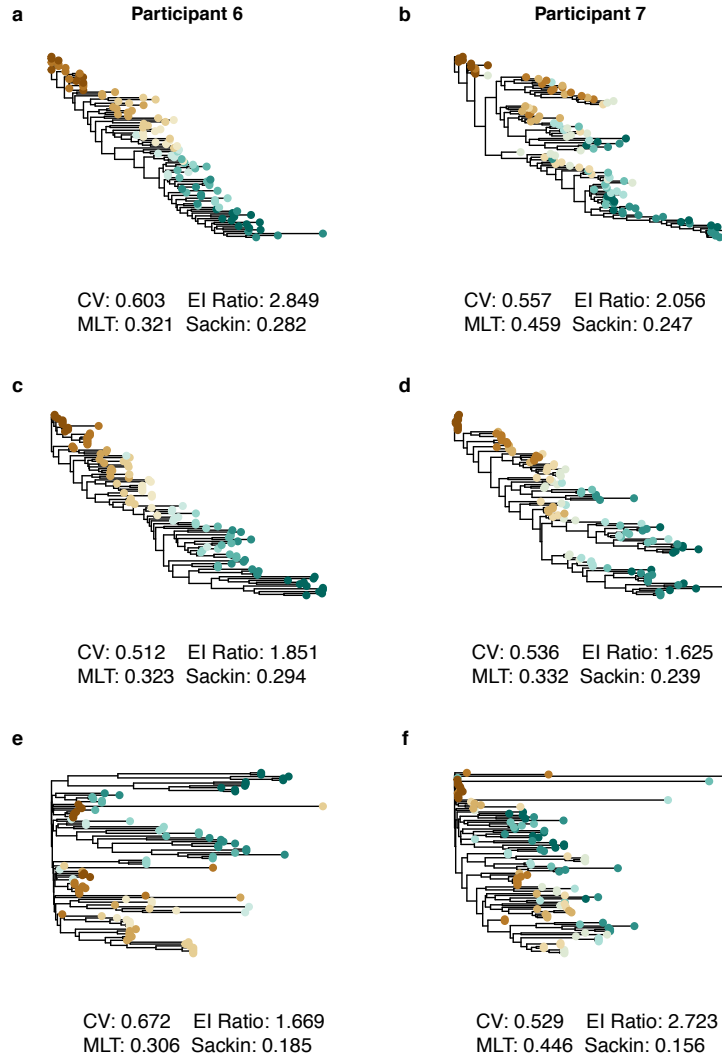 a Participant 6 b Participant 7
CV: 0.603 EI Ratio: 2.849
MLT: 0.321 Sackin: 0.282
CV: 0.557 EI Ratio: 2.056
MLT: 0.459 Sackin: 0.247
c d
CV: 0.512 EI Ratio: 1.851
MLT: 0.323 Sackin: 0.294
CV: 0.536 EI Ratio: 1.625
MLT: 0.332 Sackin: 0.239
e f
CV: 0.672 EI Ratio: 1.669
MLT: 0.306 Sackin: 0.185
CV: 0.529 EI Ratio: 2.723
MLT: 0.446 Sackin: 0.156